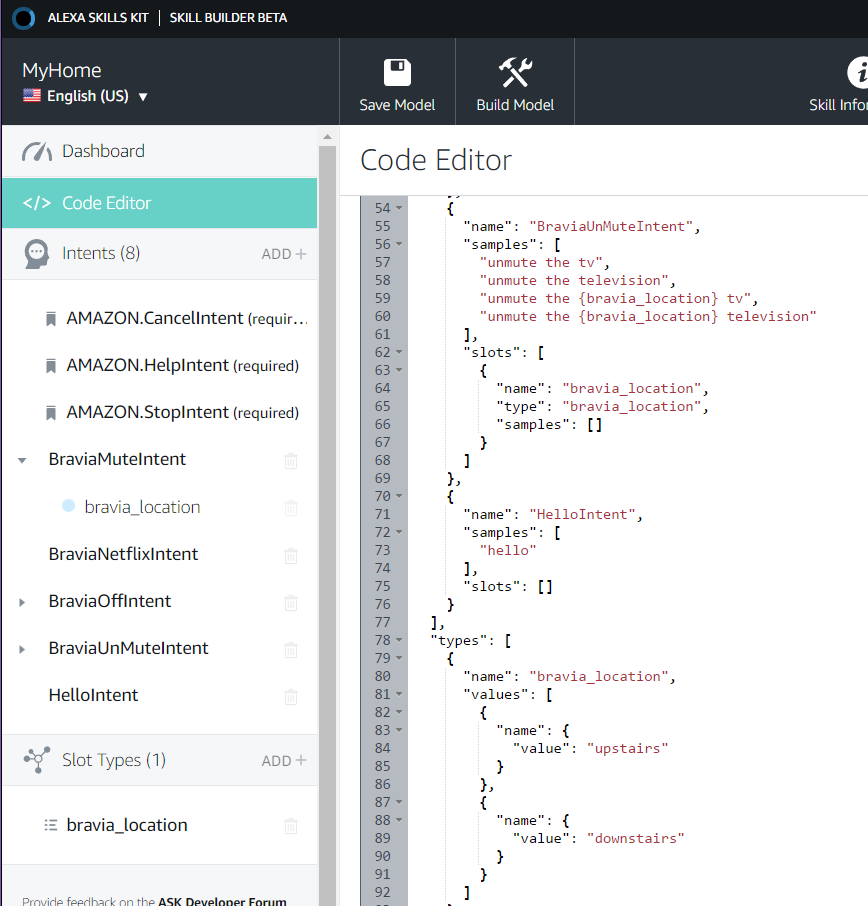 ALEXA SKILLS KIT | SKILL BUILDER BETA
MyHome
English (US) ▼
Save Model
Build Model
Skill Infor
Dashboard
</> Code Editor
Intents (8) ADD +
AMAZON.CancelIntent (requir...
AMAZON.HelpIntent (required)
AMAZON.StopIntent (required)
BraviaMuteIntent
bravia_location
BraviaNetflixIntent
BraviaOffIntent
BraviaUnMuteIntent
HelloIntent
Slot Types (1) ADD +
bravia_location
Provide feedback on the ASK Developer Forum
Code Editor
54 {
55 "name": "BraviaUnMuteIntent",
56 "samples": [
57 "unmute the tv",
58 "unmute the television",
59 "unmute the {bravia_location} tv",
60 "unmute the {bravia_location} television"
61 ],
62 "slots": [
63 {
64 "name": "bravia_location",
65 "type": "bravia_location",
66 "samples": []
67 }
68 ]
69 },
70 {
71 "name": "HelloIntent",
72 "samples": [
73 "hello"
74 ],
75 "slots": []
76 }
77 ],
78 "types": [
79 {
80 "name": "bravia_location",
81 "values": [
82 {
83 "name": {
84 "value": "upstairs"
85 }
86 },
87 {
88 "name": {
89 "value": "downstairs"
90 }
91 }
92 ]